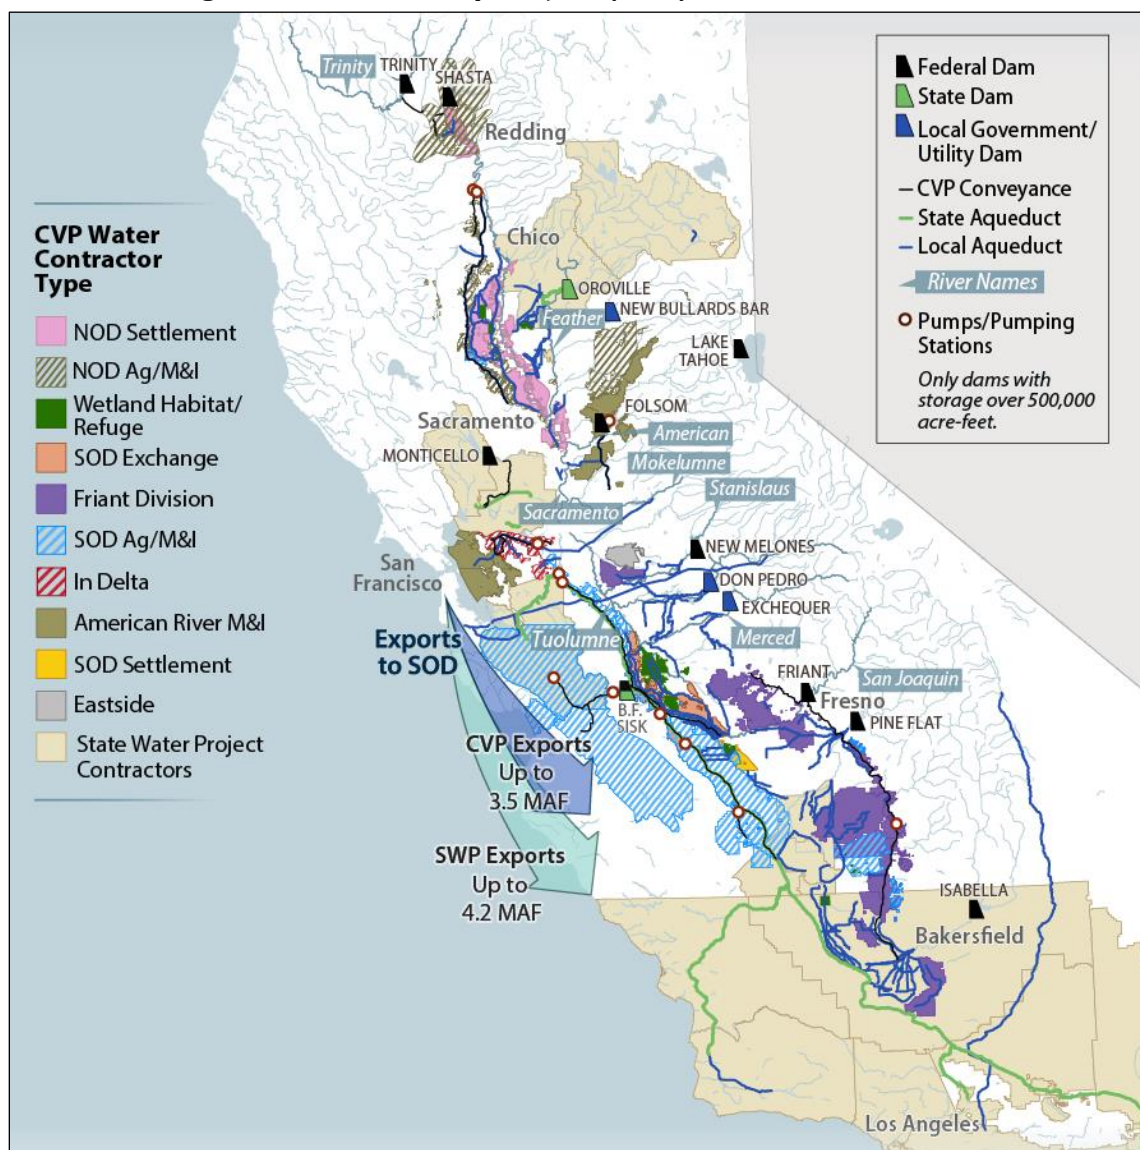 Trinity
TRINITY
SHASTA
Redding
Chico
OROVILLE
NEW BULLARDS BAR
Feather
LAKE
TAHOE
Sacramento
FOLSOM
American
MONTICELLO
Mokelumne
Stanislaus
Sacramento
San
Francisco
NEW MELONES
DON PEDRO
EXCHEQUER
Tuolumne
Merced
Exports
to SOD
FRIANT
San Joaquin
Fresno
B.F.
SISK
PINE FLAT
CVP Exports
Up to
3.5 MAF
SWP Exports
Up to
4.2 MAF
ISABELLA
Bakersfield
Los Angeles
CVP Water
Contractor
Type
NOD Settlement
NOD Ag/M&I
Wetland Habitat/
Refuge
SOD Exchange
Friant Division
SOD Ag/M&I
In Delta
American River M&I
SOD Settlement
Eastside
State Water Project
Contractors
Federal Dam
State Dam
Local Government/
Utility Dam
CVP Conveyance
State Aqueduct
Local Aqueduct
River Names
Pumps/Pumping
Stations
Only dams with
storage over 500,000
acre-feet.